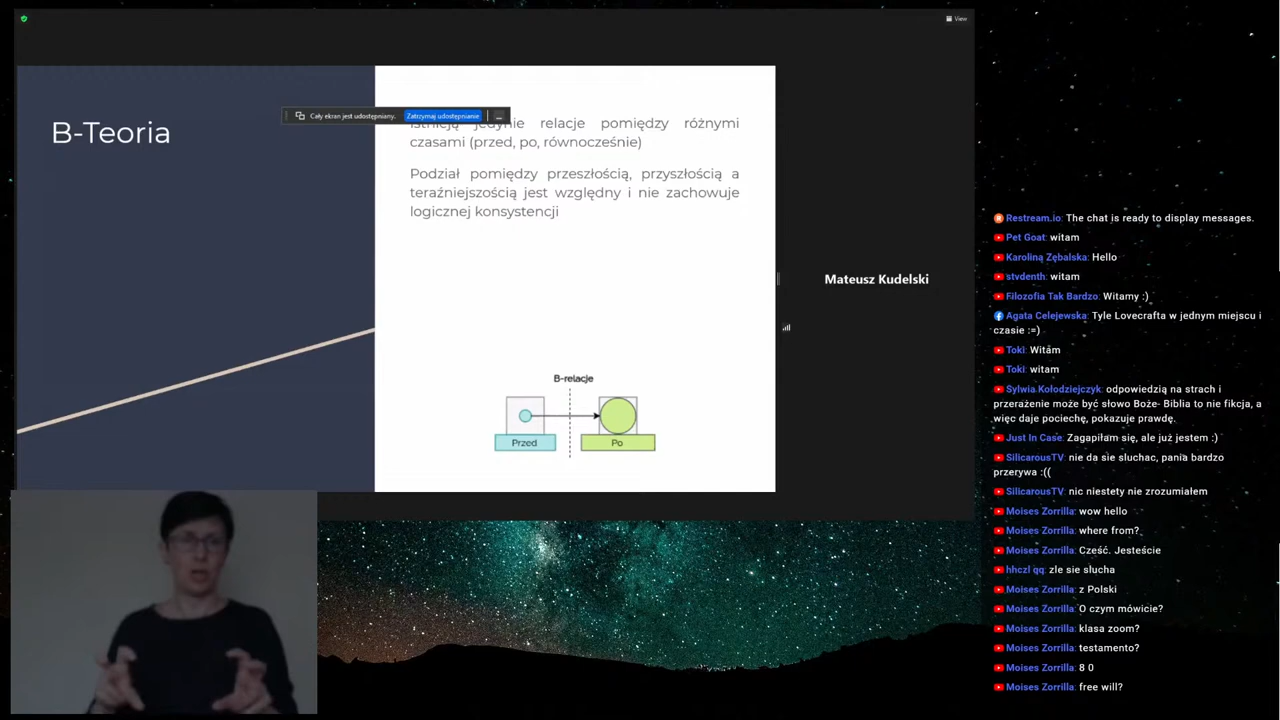 View
B-Teoria
Cały ekran jest udostępniany.
Zatrzymaj udostępnianie
...
Istnieją jedynie relacje pomiędzy różnymi
czasami (przed, po, równocześnie)
Podział pomiędzy przeszłością, przyszłością a
teraźniejszością jest względny i nie zachowuje
logicznej konsystencji
B-relacje
Przed
Po
Mateusz Kudelski
Restream.io: The chat is ready to display messages.
Pet Goat: witam
Karolina Zębalska: Hello
stvdenth: witam
Filozofia Tak Bardzo: Witamy :)
Agata Celejewska: Tyle Lovecrafta w jednym miejscu i
czasie :=)
Toki: Witam
Toki: witam
Sylwia Kołodziejczyk: odpowiedzią na strach i
przerażenie może być słowo Boże- Biblia to nie fikcja, a
więc daje pociechę, pokazuje prawdę.
Just In Case: Zagapiłam się, ale już jestem :)
SilicarousTV: nie da sie sluchac, pania bardzo
przerywa :((
SilicarousTV: nic niestety nie zrozumiałem
Moises Zorrilla: wow hello
Moises Zorrilla: where from?
Moises Zorrilla: Cześć. Jesteście
hhczl qq: zle sie slucha
Moises Zorrilla: z Polski
Moises Zorrilla: O czym mówicie?
Moises Zorrilla: klasa zoom?
Moises Zorrilla: testamento?
Moises Zorrilla: 8 0
Moises Zorrilla: free will?